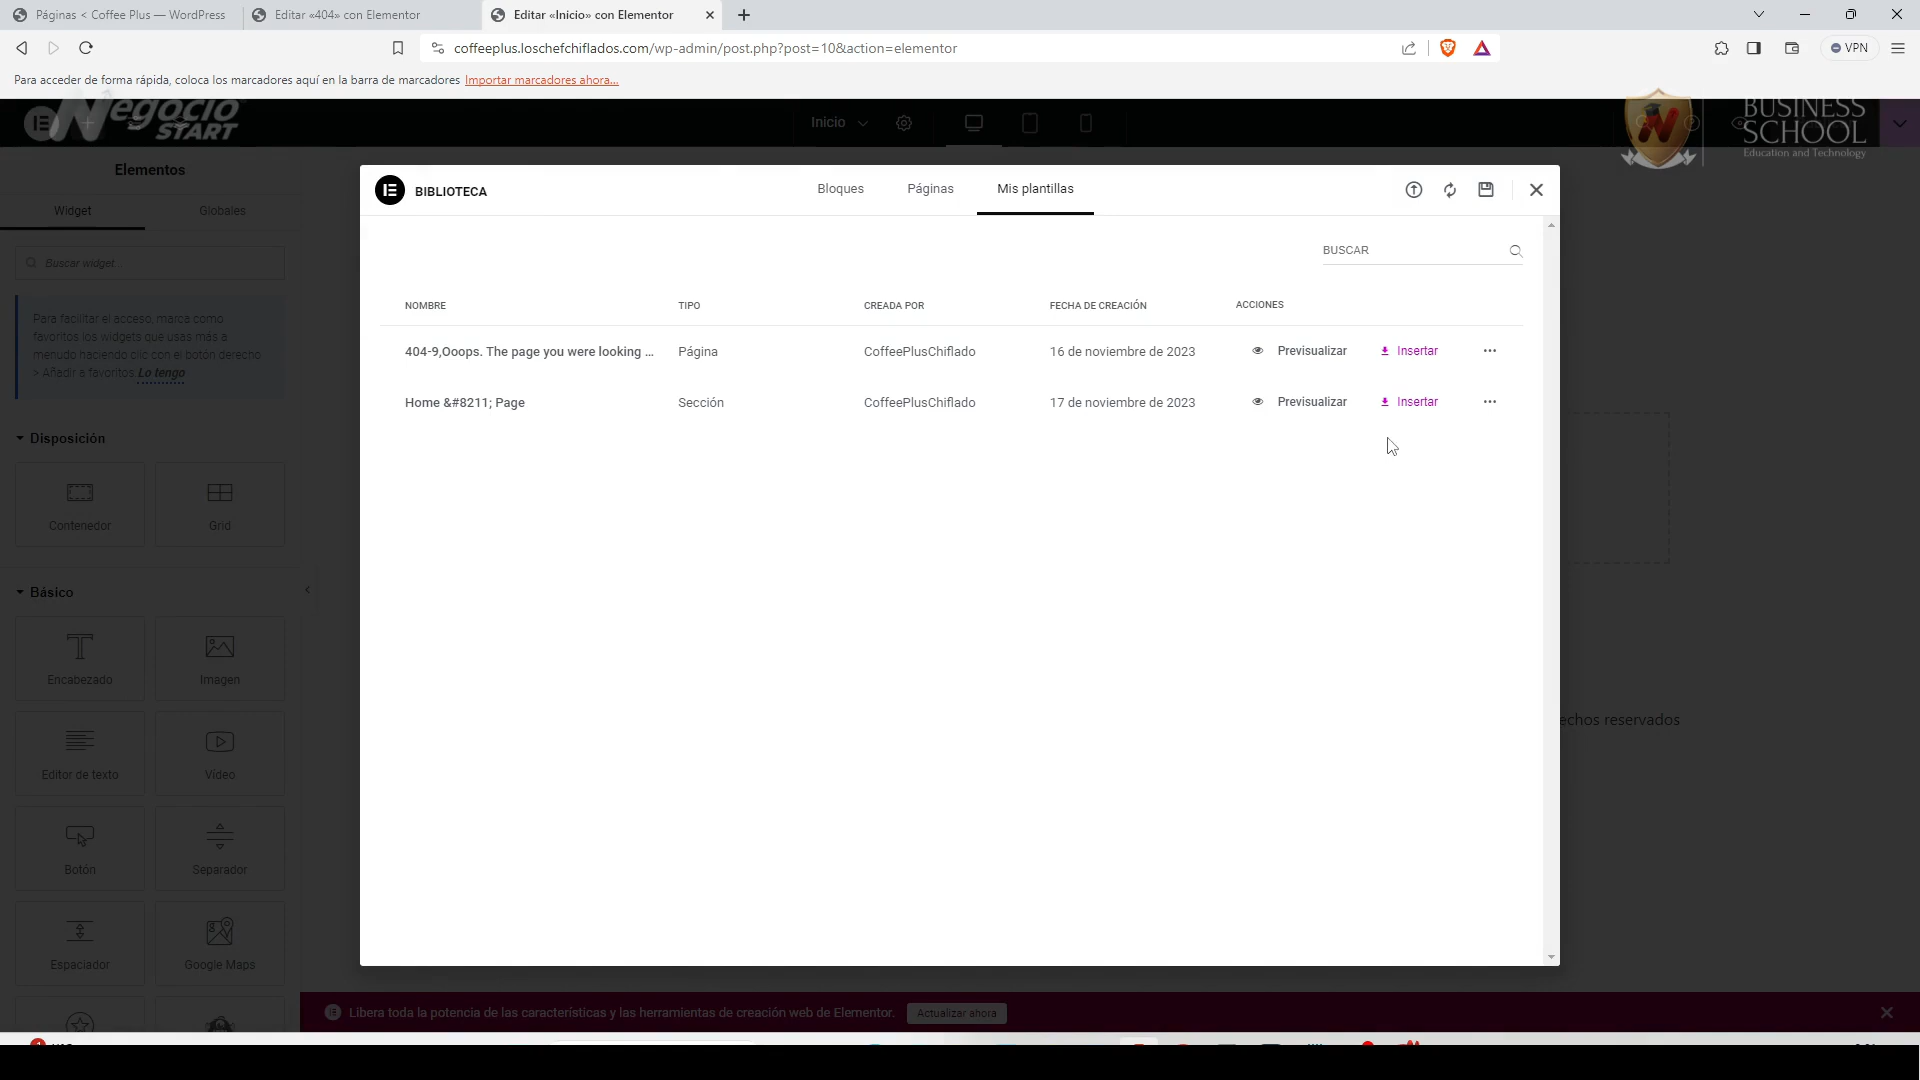 Páginas < Coffee Plus — WordPress
Editar «404» con Elementor
Editar «Inicio» con Elementor
coffeeplus.loschefchiflados.com/wp-admin/post.php?post=10&action=elementor
VPN
Para acceder de forma rápida, coloca los marcadores aquí en la barra de marcadores Importar marcadores ahora...
Negocio
START
Inicio
BUSINESS
SCHOOL
Education and Technology
Elementos
Widget
Globales
Buscar widget...
Para facilitar el acceso, marca como
favoritos los widgets que usas más a
menudo haciendo clic con el botón derecho
> Añadir a favoritos. Lo tengo
Disposición
Contenedor
Grid
Básico
Encabezado
Imagen
Editor de texto
Vídeo
Botón
Separador
Espaciador
Google Maps
BIBLIOTECA
Bloques
Páginas
Mis plantillas
BUSCAR
NOMBRE
TIPO
CREADA POR
FECHA DE CREACIÓN
ACCIONES
404-9,Ooops. The page you were looking ...
Página
CoffeePlusChiflado
16 de noviembre de 2023
Previsualizar
Insertar
Home &#8211; Page
Sección
CoffeePlusChiflado
17 de noviembre de 2023
Previsualizar
Insertar
echos reservados
Libera toda la potencia de las características y las herramientas de creación web de Elementor.
Actualizar ahora